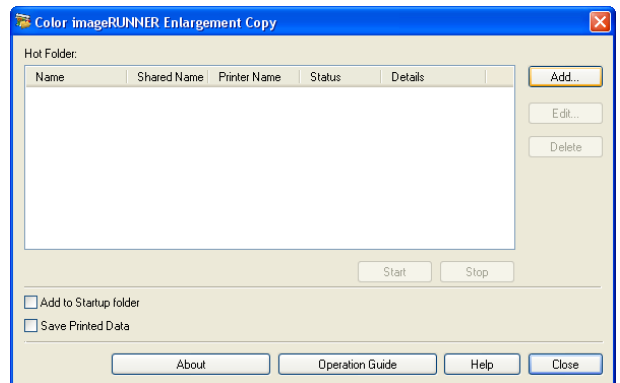 Color imageRUNNER Enlargement Copy
Hot Folder:
Name Shared Name Printer Name Status Details
Add...
Edit...
Delete
Start Stop
Add to Startup folder
Save Printed Data
About Operation Guide Help Close